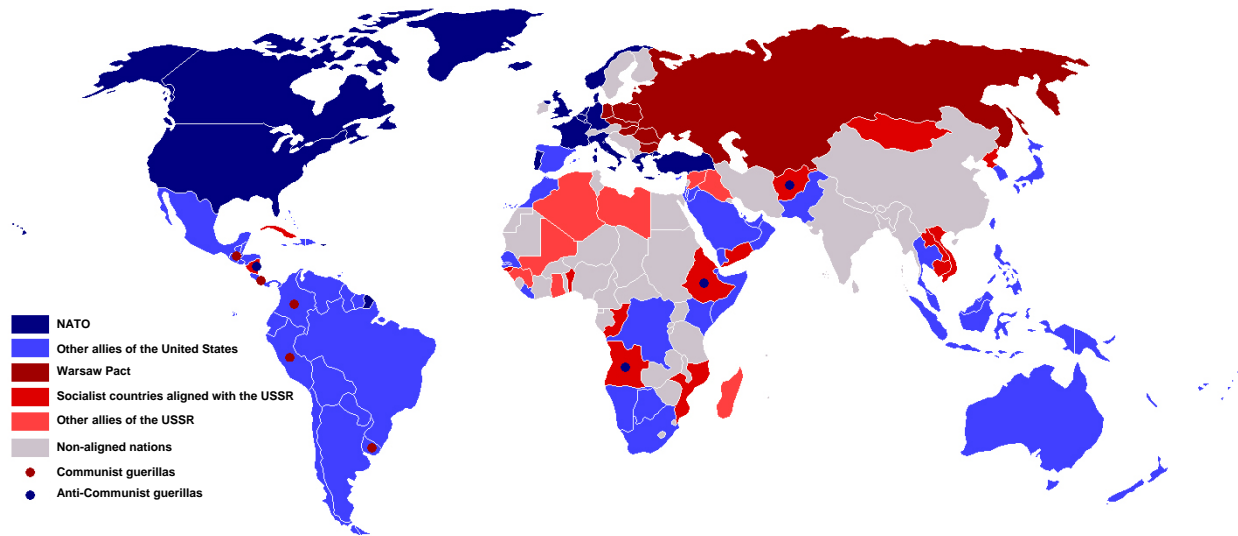 NATO
Other allies of the United States
Warsaw Pact
Socialist countries aligned with the USSR
Other allies of the USSR
Non-aligned nations
Communist guerillas
Anti-Communist guerillas